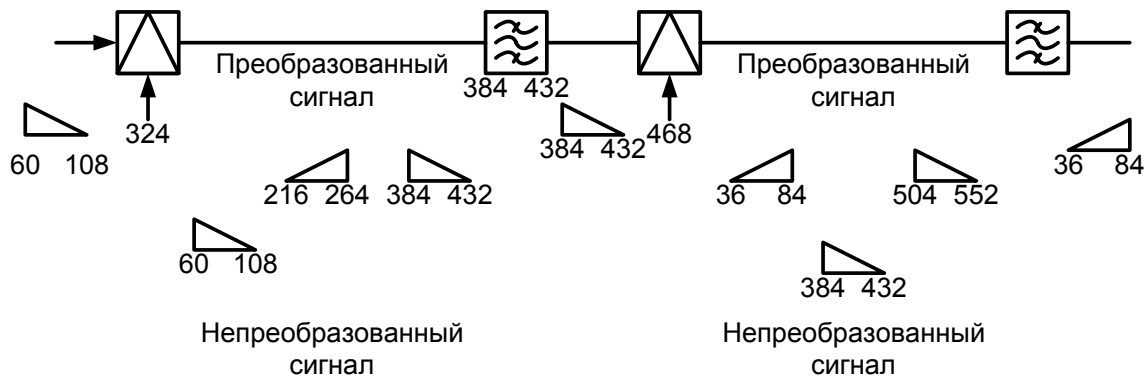 Преобразованный
сигнал
384 432
Преобразованный
сигнал
324
468
60 108
384 432
36 84
216 264
384 432
36 84
504 552
60 108
384 432
Непреобразованный
сигнал
Непреобразованный
сигнал